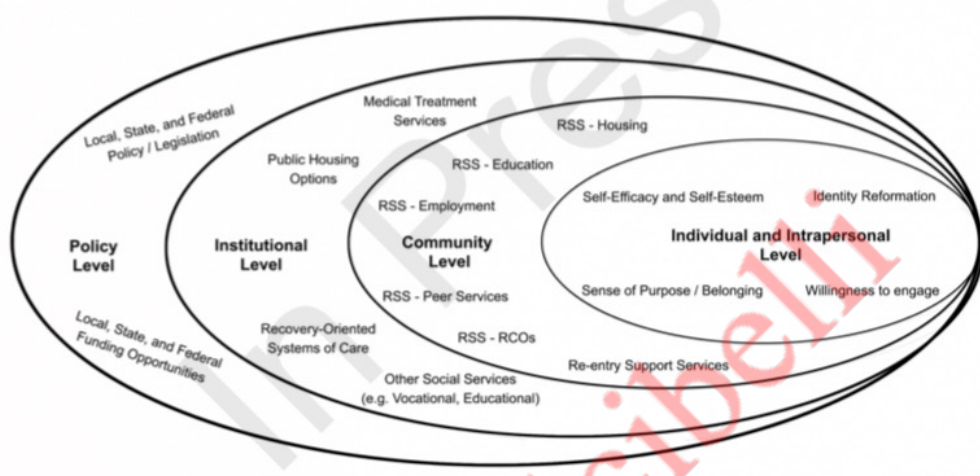 Local, State, and Federal
Policy / Legislation
Policy
Level
Local, State, and Federal
Funding Opportunities
Medical Treatment
Services
Public Housing
Options
Institutional
Level
Recovery-Oriented
Systems of Care
Other Social Services
(e.g. Vocational, Educational)
RSS - Housing
RSS - Education
RSS - Employment
Community
Level
RSS - Peer Services
RSS - RCOs
Re-entry Support Services
Self-Efficacy and Self-Esteem
Identity Reformation
Individual and Intrapersonal
Level
Sense of Purpose / Belonging
Willingness to engage
In Press